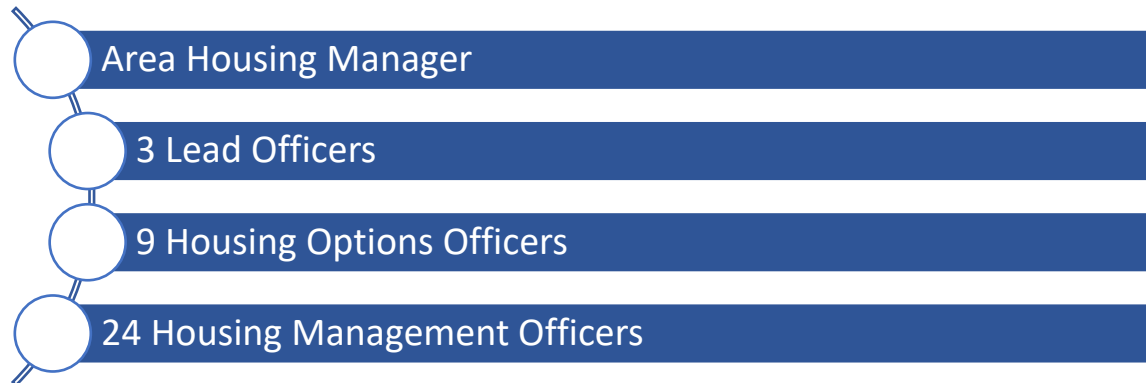 Area Housing Manager
3 Lead Officers
9 Housing Options Officers
24 Housing Management Officers